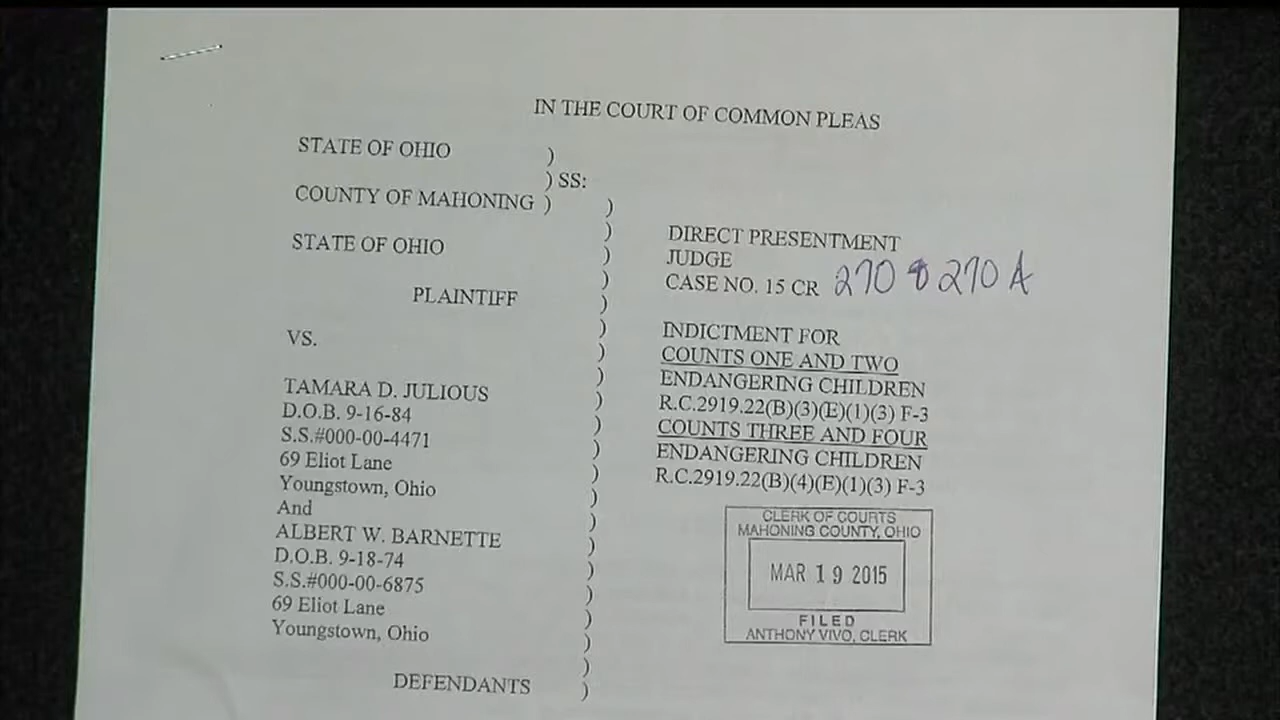 IN THE COURT OF COMMON PLEAS
STATE OF OHIO )
) SS:
COUNTY OF MAHONING ) )
STATE OF OHIO
PLAINTIFF
VS.
TAMARA D. JULIOUS
D.O.B. 9-16-84
S.S.#000-00-4471
69 Eliot Lane
Youngstown, Ohio
And
ALBERT W. BARNETTE
D.O.B. 9-18-74
S.S.#000-00-6875
69 Eliot Lane
Youngstown, Ohio
DEFENDANTS
DIRECT PRESENTMENT
JUDGE
CASE NO. 15 CR 270 & 270 A
INDICTMENT FOR
COUNTS ONE AND TWO
ENDANGERING CHILDREN
R.C.2919.22(B)(3)(E)(1)(3) F-3
COUNTS THREE AND FOUR
ENDANGERING CHILDREN
R.C.2919.22(B)(4)(E)(1)(3) F-3
CLERK OF COURTS
MAHONING COUNTY, OHIO
MAR 19 2015
FILED
ANTHONY VIVO, CLERK